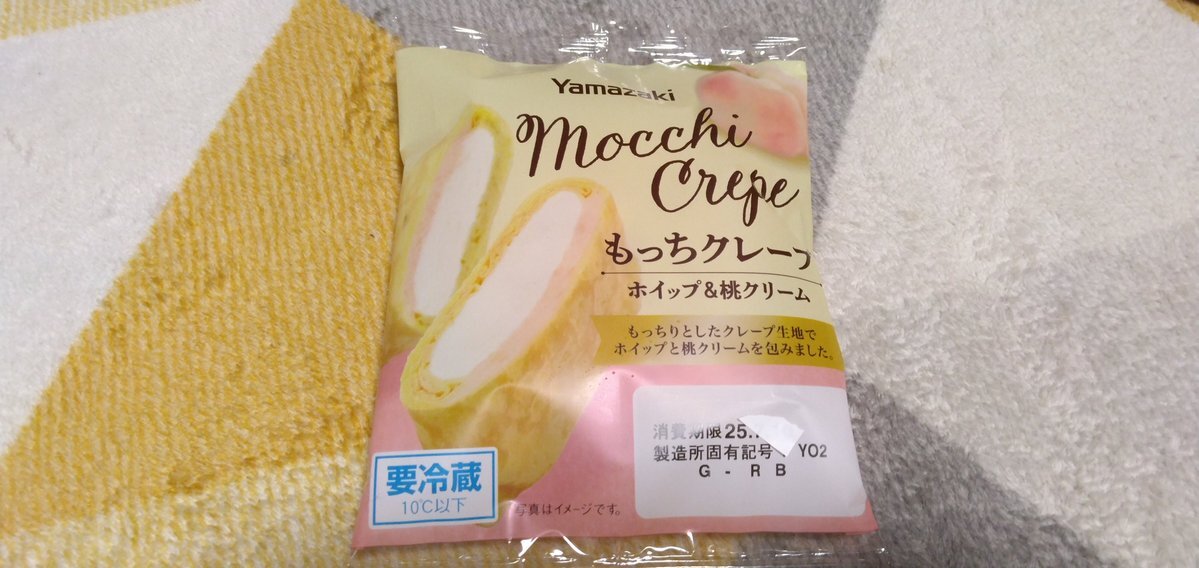 Yamazaki
Mocchi
Crepe
もっちクレープ
ホイップ&桃クリーム
もっちりとしたクレープ生地で
ホイップと桃クリームを包みました。
消費期限 25.7.
製造所固有記号 YO2
G - R B
要冷蔵
10℃以下
写真はイメージです。